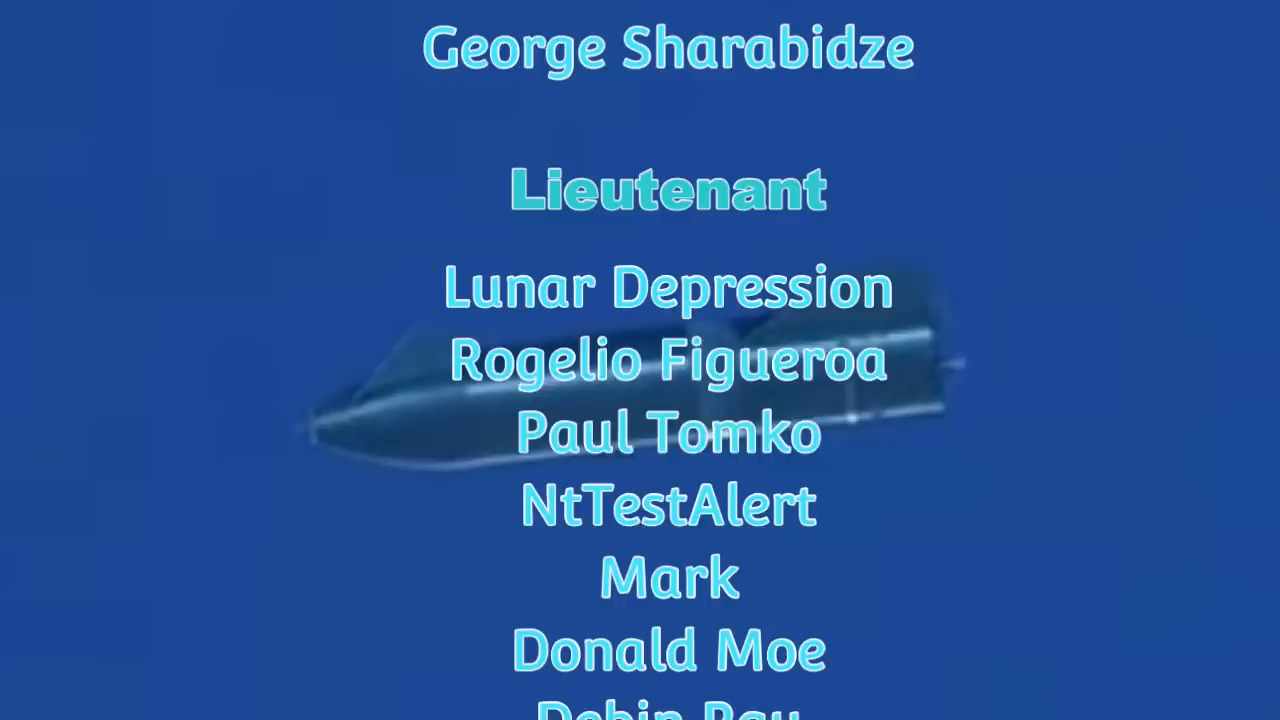 George Sharabidze
Lieutenant
Lunar Depression
Rogelio Figueroa
Paul Tomko
NtTestAlert
Mark
Donald Moe